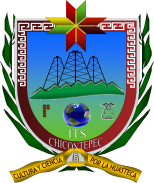 ITS
CHICONTEPEC
CULTURA Y CIENCIA POR LA HUASTECA